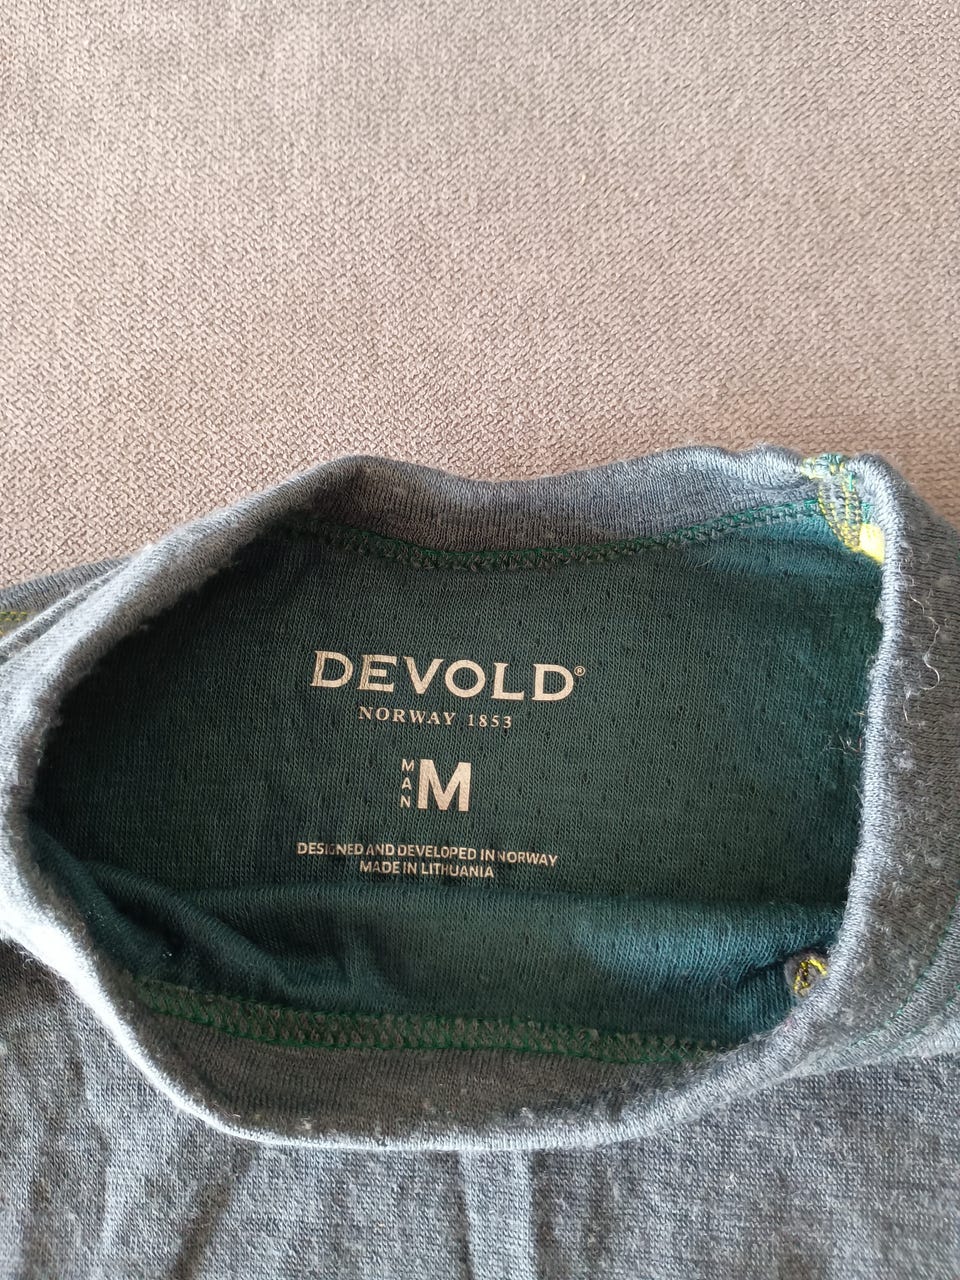 DEVOLD®
NORWAY 1853
MAN M
DESIGNED AND DEVELOPED IN NORWAY
MADE IN LITHUANIA